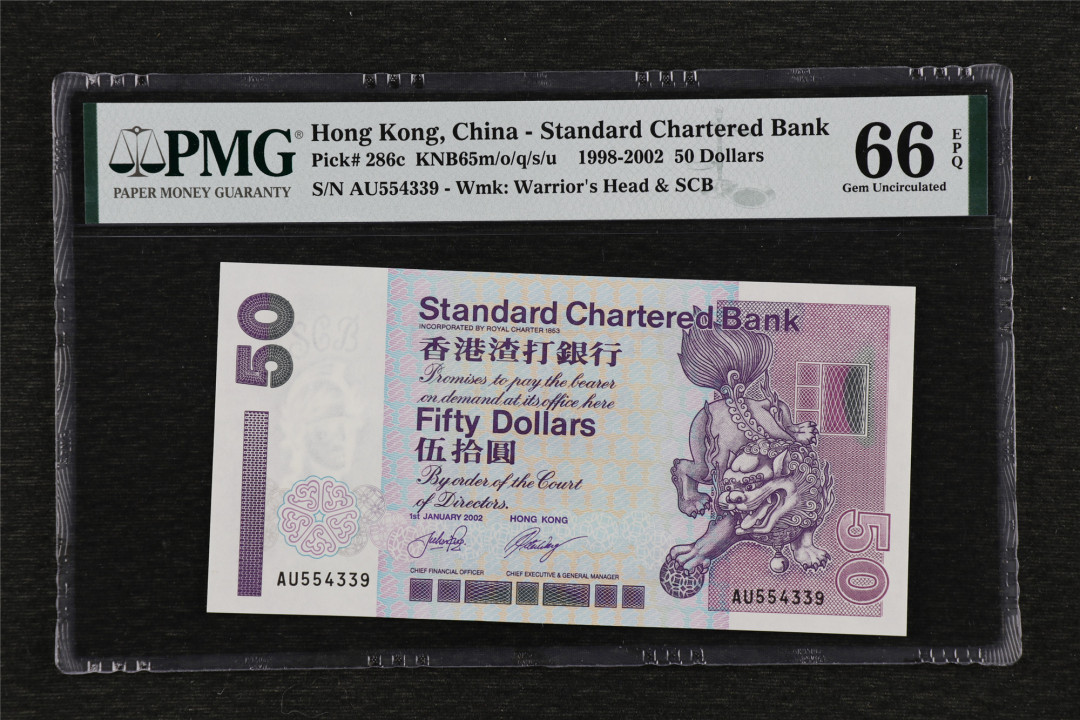 PMG®
PAPER MONEY GUARANTY
Hong Kong, China - Standard Chartered Bank
Pick# 286c KNB65m/o/q/s/u 1998-2002 50 Dollars
S/N AU554339 - Wmk: Warrior's Head & SCB
66
EPQ
Gem Uncirculated
50
Standard Chartered Bank
INCORPORATED BY ROYAL CHARTER 1853
香港渣打銀行
Promises to pay the bearer
on demand at its office here
Fifty Dollars
伍拾圓
By order of the Court
of Directors.
1st JANUARY 2002 HONG KONG
CHIEF FINANCIAL OFFICER CHIEF EXECUTIVE & GENERAL MANAGER
AU554339
AU554339
50